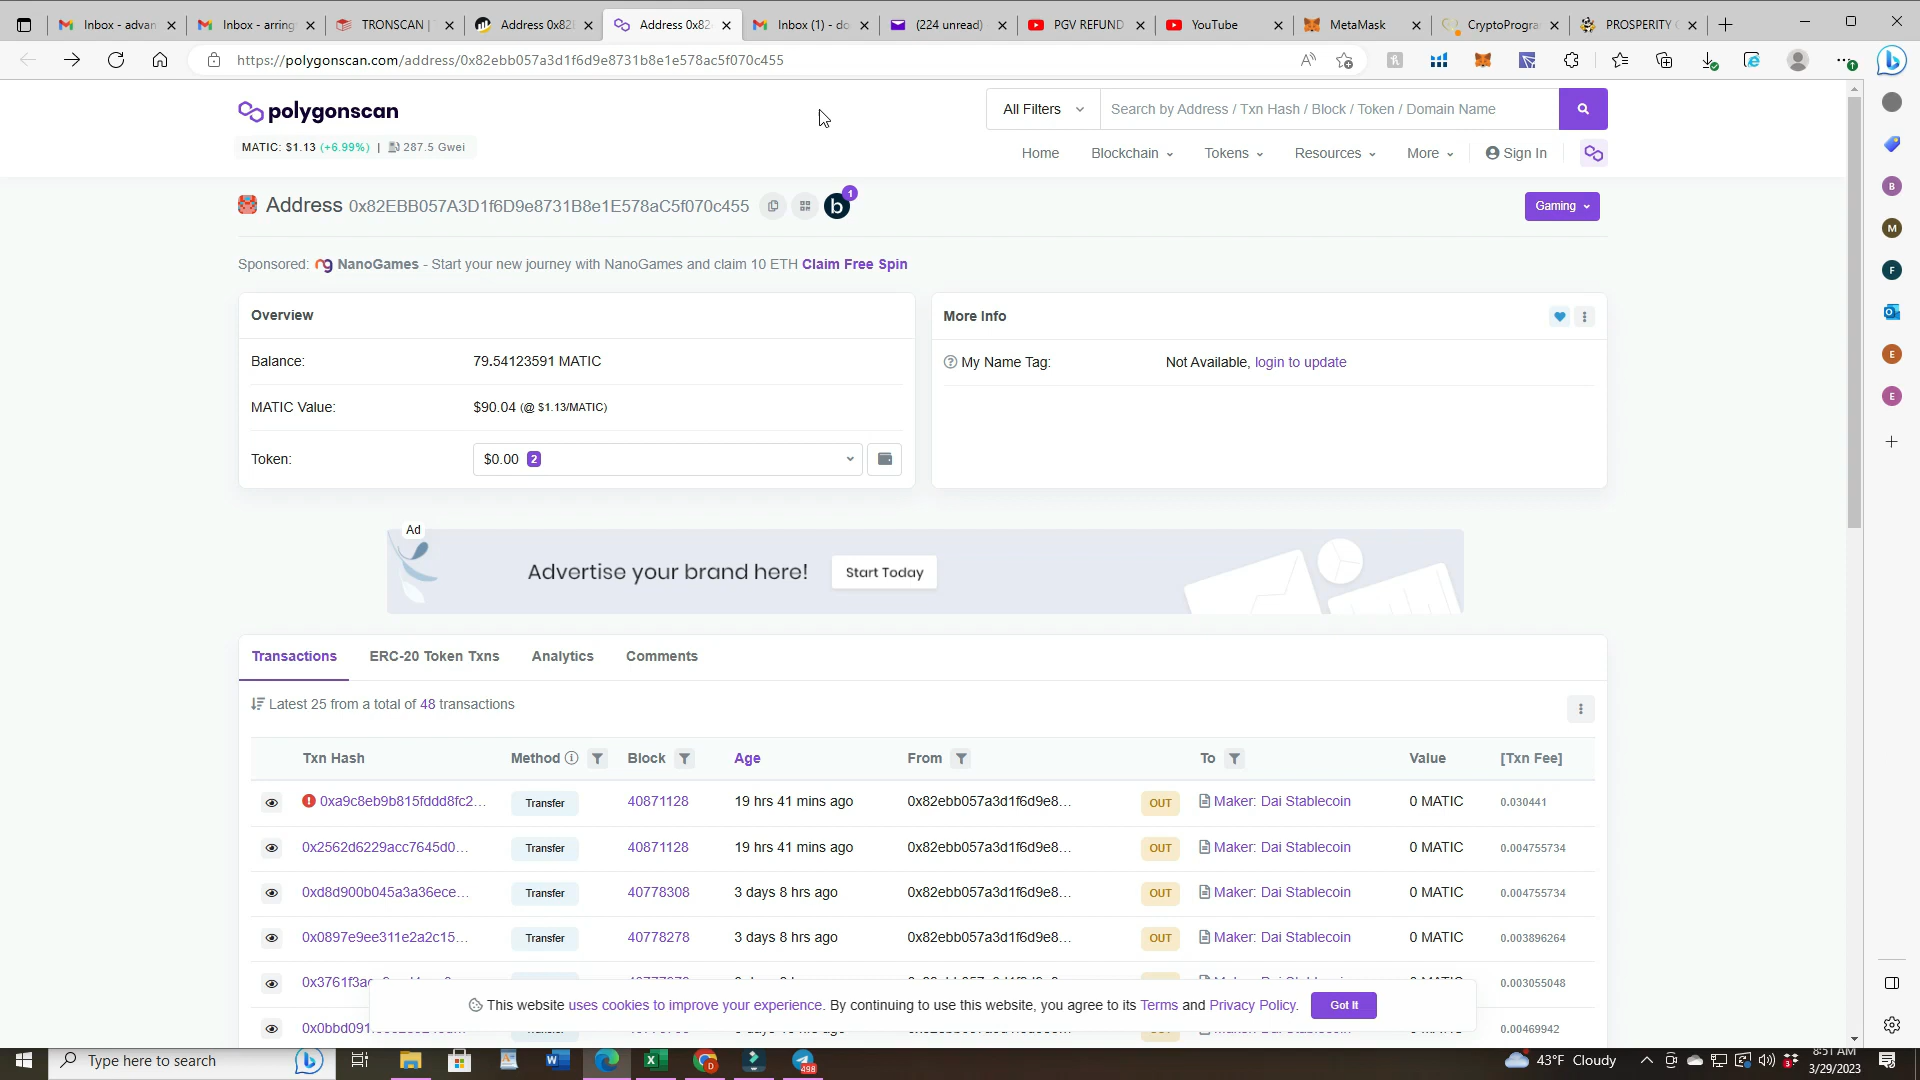 Inbox - advan
Inbox - arring
TRONSCAN |
Address 0x82
Address 0x82
Inbox (1) - do
(224 unread)
PGV REFUND
YouTube
MetaMask
CryptoProgra
PROSPERITY
https://polygonscan.com/address/0x82ebb057a3d1f6d9e8731b8e1e578ac5f070c455
polygonscan
All Filters
Search by Address / Txn Hash / Block / Token / Domain Name
MATIC: $1.13 (+6.99%) | 287.5 Gwei
Home
Blockchain
Tokens
Resources
More
Sign In
Address 0x82EBB057A3D1f6D9e8731B8e1E578aC5f070c455
b
1
Gaming
Sponsored: NanoGames - Start your new journey with NanoGames and claim 10 ETH Claim Free Spin
Overview
Balance: 79.54123591 MATIC
MATIC Value: $90.04 (@ $1.13/MATIC)
Token: $0.00 2
More Info
My Name Tag: Not Available, login to update
Ad
Advertise your brand here!
Start Today
Transactions
ERC-20 Token Txns
Analytics
Comments
Latest 25 from a total of 48 transactions
Txn Hash Method Block Age From To Value [Txn Fee]
0xa9c8eb9b815fddd8fc2... Transfer 40871128 19 hrs 41 mins ago 0x82ebb057a3d1f6d9e8... OUT Maker: Dai Stablecoin 0 MATIC 0.030441
0x2562d6229acc7645d0... Transfer 40871128 19 hrs 41 mins ago 0x82ebb057a3d1f6d9e8... OUT Maker: Dai Stablecoin 0 MATIC 0.004755734
0xd8d900b045a3a36ece... Transfer 40778308 3 days 8 hrs ago 0x82ebb057a3d1f6d9e8... OUT Maker: Dai Stablecoin 0 MATIC 0.004755734
0x0897e9ee311e2a2c15... Transfer 40778278 3 days 8 hrs ago 0x82ebb057a3d1f6d9e8... OUT Maker: Dai Stablecoin 0 MATIC 0.003896264
0.003055048
This website uses cookies to improve your experience. By continuing to use this website, you agree to its Terms and Privacy Policy.
Got It
0.00469942
B
M
F
E
E
Type here to search
498
43°F Cloudy
3
8:51 AM
3/29/2023